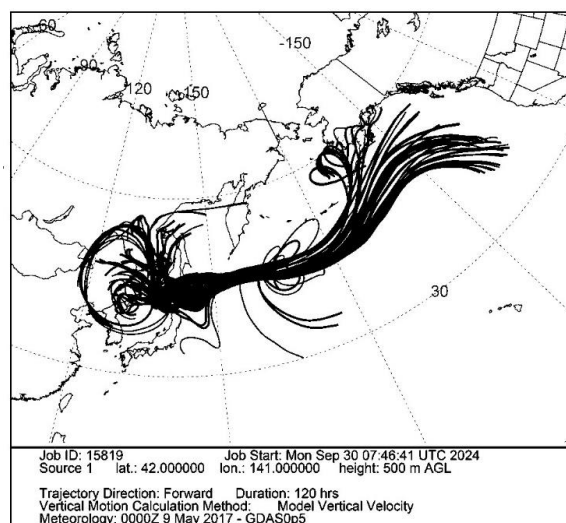 -60
-90
120
-150
-150
30
Job ID: 15819 Job Start: Mon Sep 30 07:46:41 UTC 2024
Source 1 lat.: 42.000000 lon.: 141.000000 height: 500 m AGL
Trajectory Direction: Forward Duration: 120 hrs
Vertical Motion Calculation Method: Model Vertical Velocity
Meteorology: 0000Z 9 May 2017 - GDAS0p5